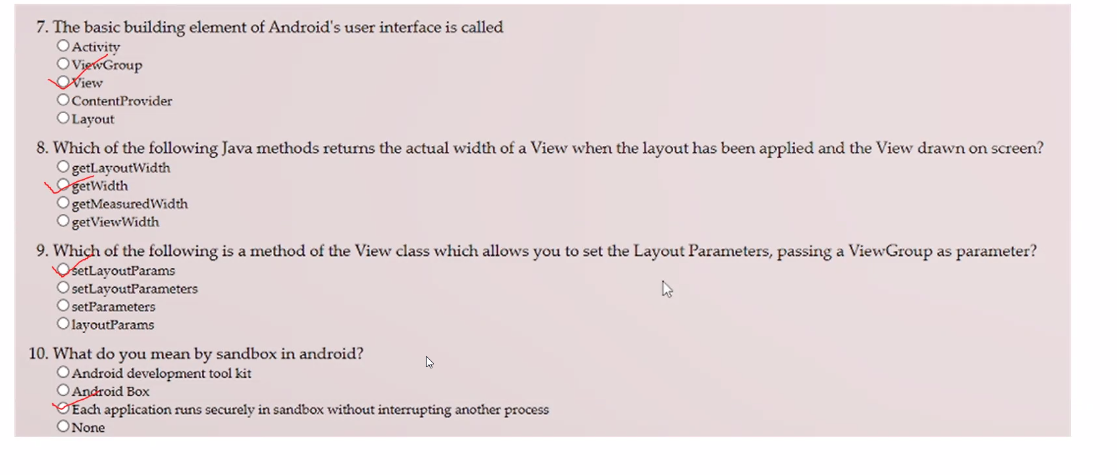 7. The basic building element of Android's user interface is called
Activity
ViewGroup
View
ContentProvider
Layout
8. Which of the following Java methods returns the actual width of a View when the layout has been applied and the View drawn on screen?
getLayoutWidth
getWidth
getMeasuredWidth
getViewWidth
9. Which of the following is a method of the View class which allows you to set the Layout Parameters, passing a ViewGroup as parameter?
setLayoutParams
setLayoutParameters
setParameters
layoutParams
10. What do you mean by sandbox in android?
Android development tool kit
Android Box
Each application runs securely in sandbox without interrupting another process
None